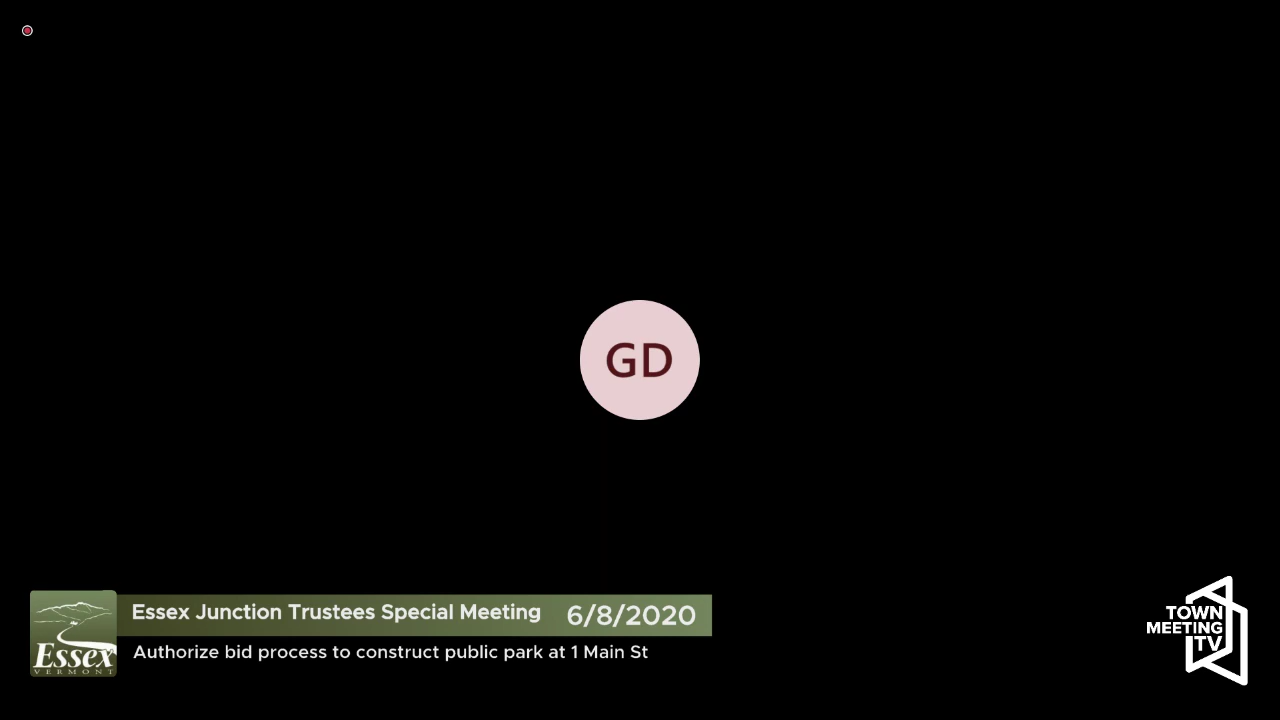 GD
Essex Junction Trustees Special Meeting 6/8/2020
Authorize bid process to construct public park at 1 Main St
Essex
VERMONT
TOWN
MEETING
TV